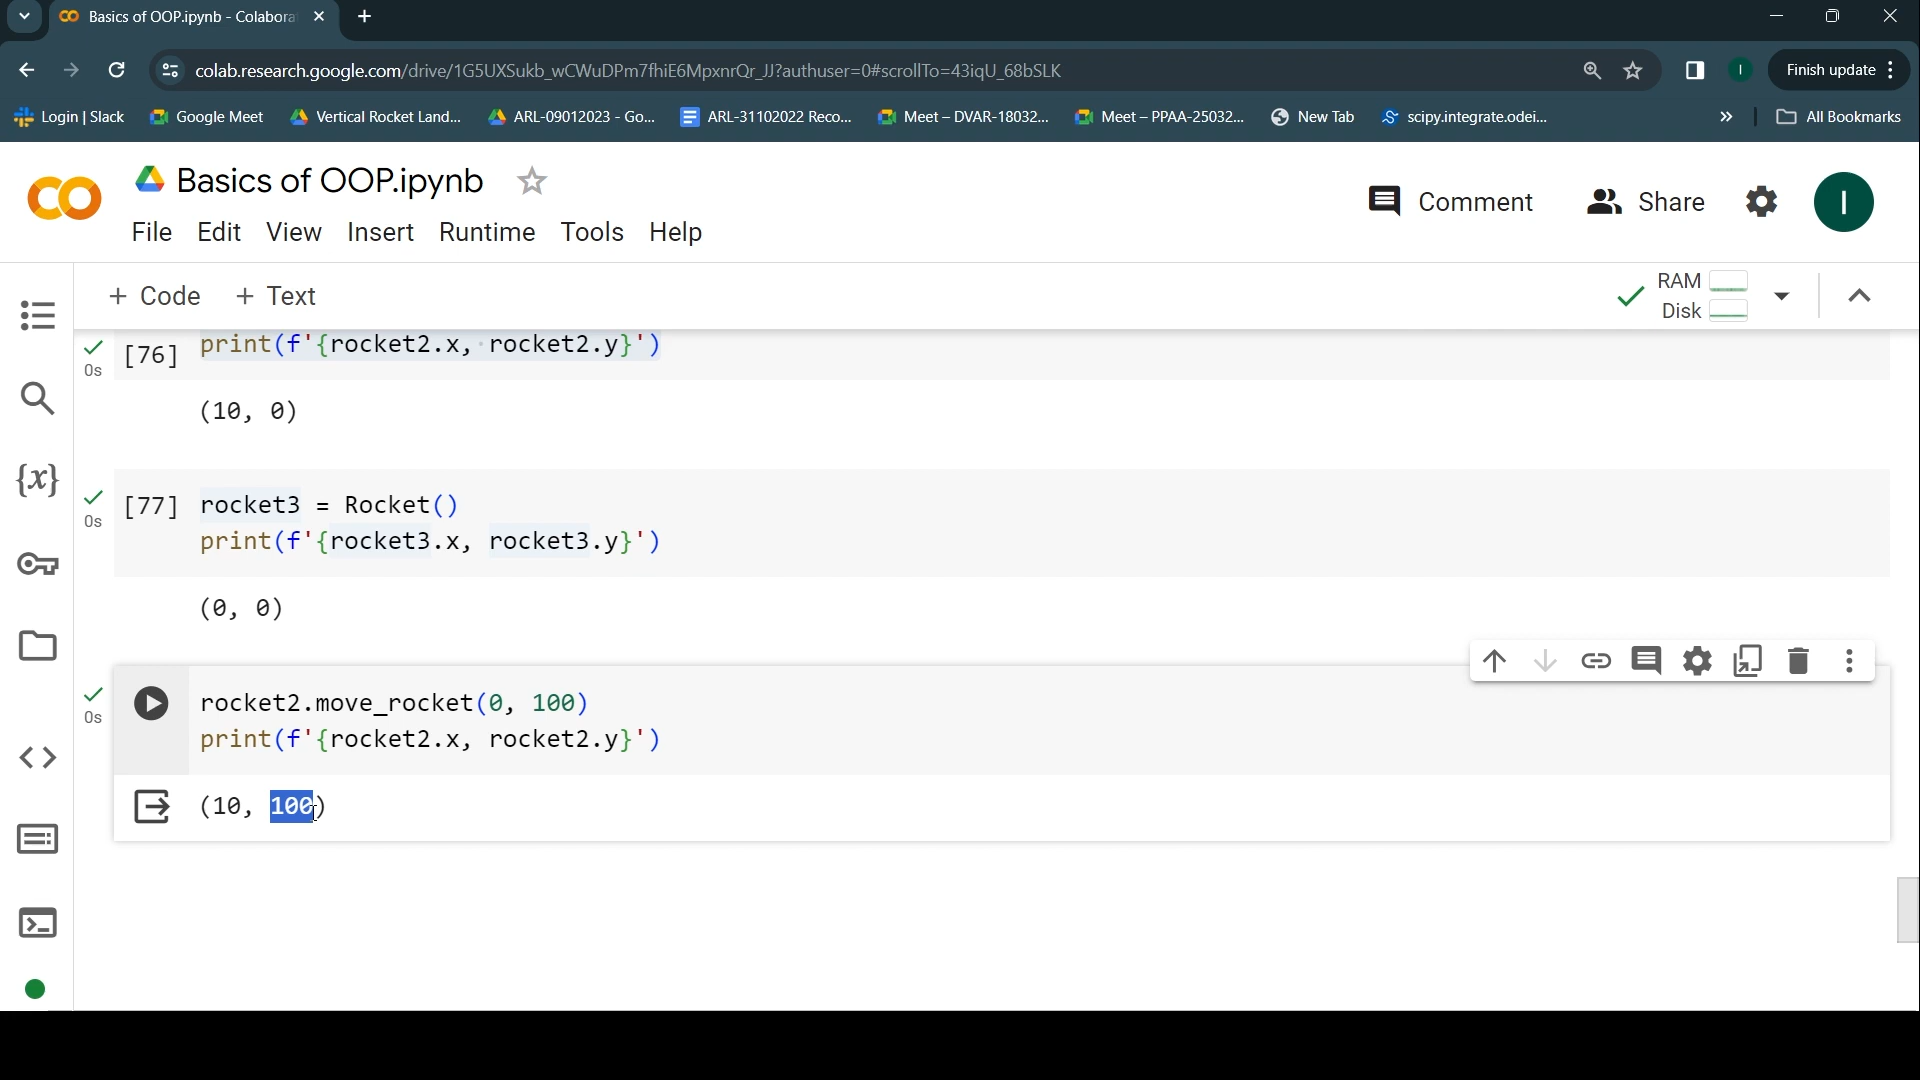 Basics of OOP.ipynb - Colabora
colab.research.google.com/drive/1G5UXSukb_wCWuDPm7fhiE6MpxnrQr_JJ?authuser=0#scrollTo=43iqU_68bSLK
I
Finish update
Login | Slack
Google Meet
Vertical Rocket Land...
ARL-09012023 - Go...
ARL-31102022 Reco...
Meet – DVAR-18032...
Meet – PPAA-25032...
New Tab
scipy.integrate.odei...
»
All Bookmarks
CO
Basics of OOP.ipynb
Comment
Share
I
File Edit View Insert Runtime Tools Help
+ Code + Text
RAM
Disk
0s
[76] print(f'{rocket2.x, rocket2.y}')
(10, 0)
{x}
0s
[77] rocket3 = Rocket()
print(f'{rocket3.x, rocket3.y}')
(0, 0)
0s
rocket2.move_rocket(0, 100)
print(f'{rocket2.x, rocket2.y}')
(10, 100)